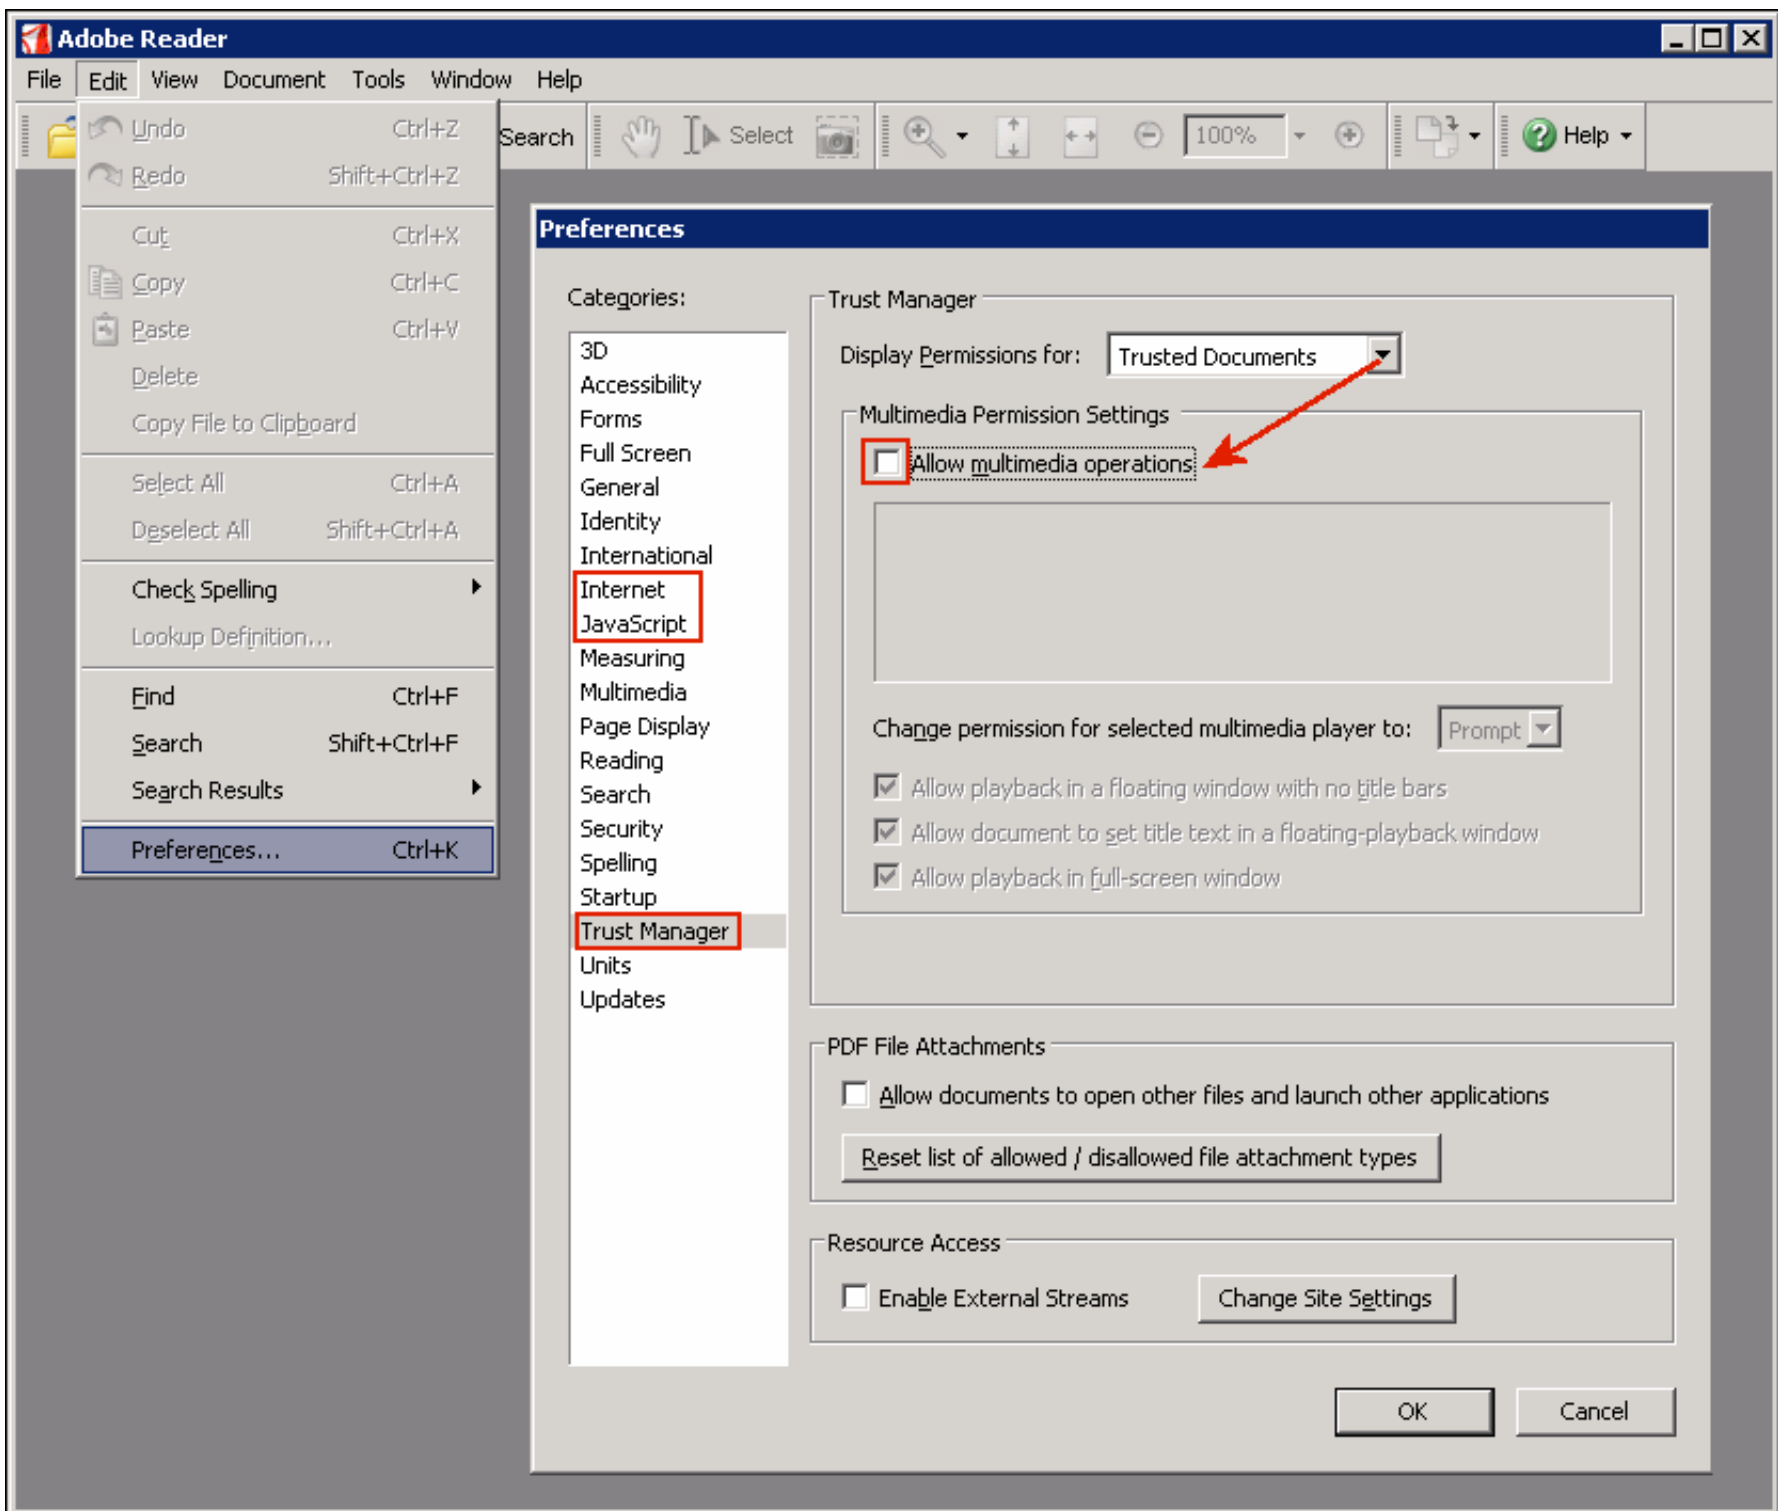 Adobe Reader
File Edit View Document Tools Window Help
Search Select 100% Help
Undo Ctrl+Z
Redo Shift+Ctrl+Z
Cut Ctrl+X
Copy Ctrl+C
Paste Ctrl+V
Delete
Copy File to Clipboard
Select All Ctrl+A
Deselect All Shift+Ctrl+A
Check Spelling
Lookup Definition...
Find Ctrl+F
Search Shift+Ctrl+F
Search Results
Preferences... Ctrl+K
Preferences
Categories:
3D
Accessibility
Forms
Full Screen
General
Identity
International
Internet
JavaScript
Measuring
Multimedia
Page Display
Reading
Search
Security
Spelling
Startup
Trust Manager
Units
Updates
Trust Manager
Display Permissions for: Trusted Documents
Multimedia Permission Settings
Allow multimedia operations
Change permission for selected multimedia player to: Prompt
Allow playback in a floating window with no title bars
Allow document to set title text in a floating-playback window
Allow playback in full-screen window
PDF File Attachments
Allow documents to open other files and launch other applications
Reset list of allowed / disallowed file attachment types
Resource Access
Enable External Streams Change Site Settings
OK Cancel